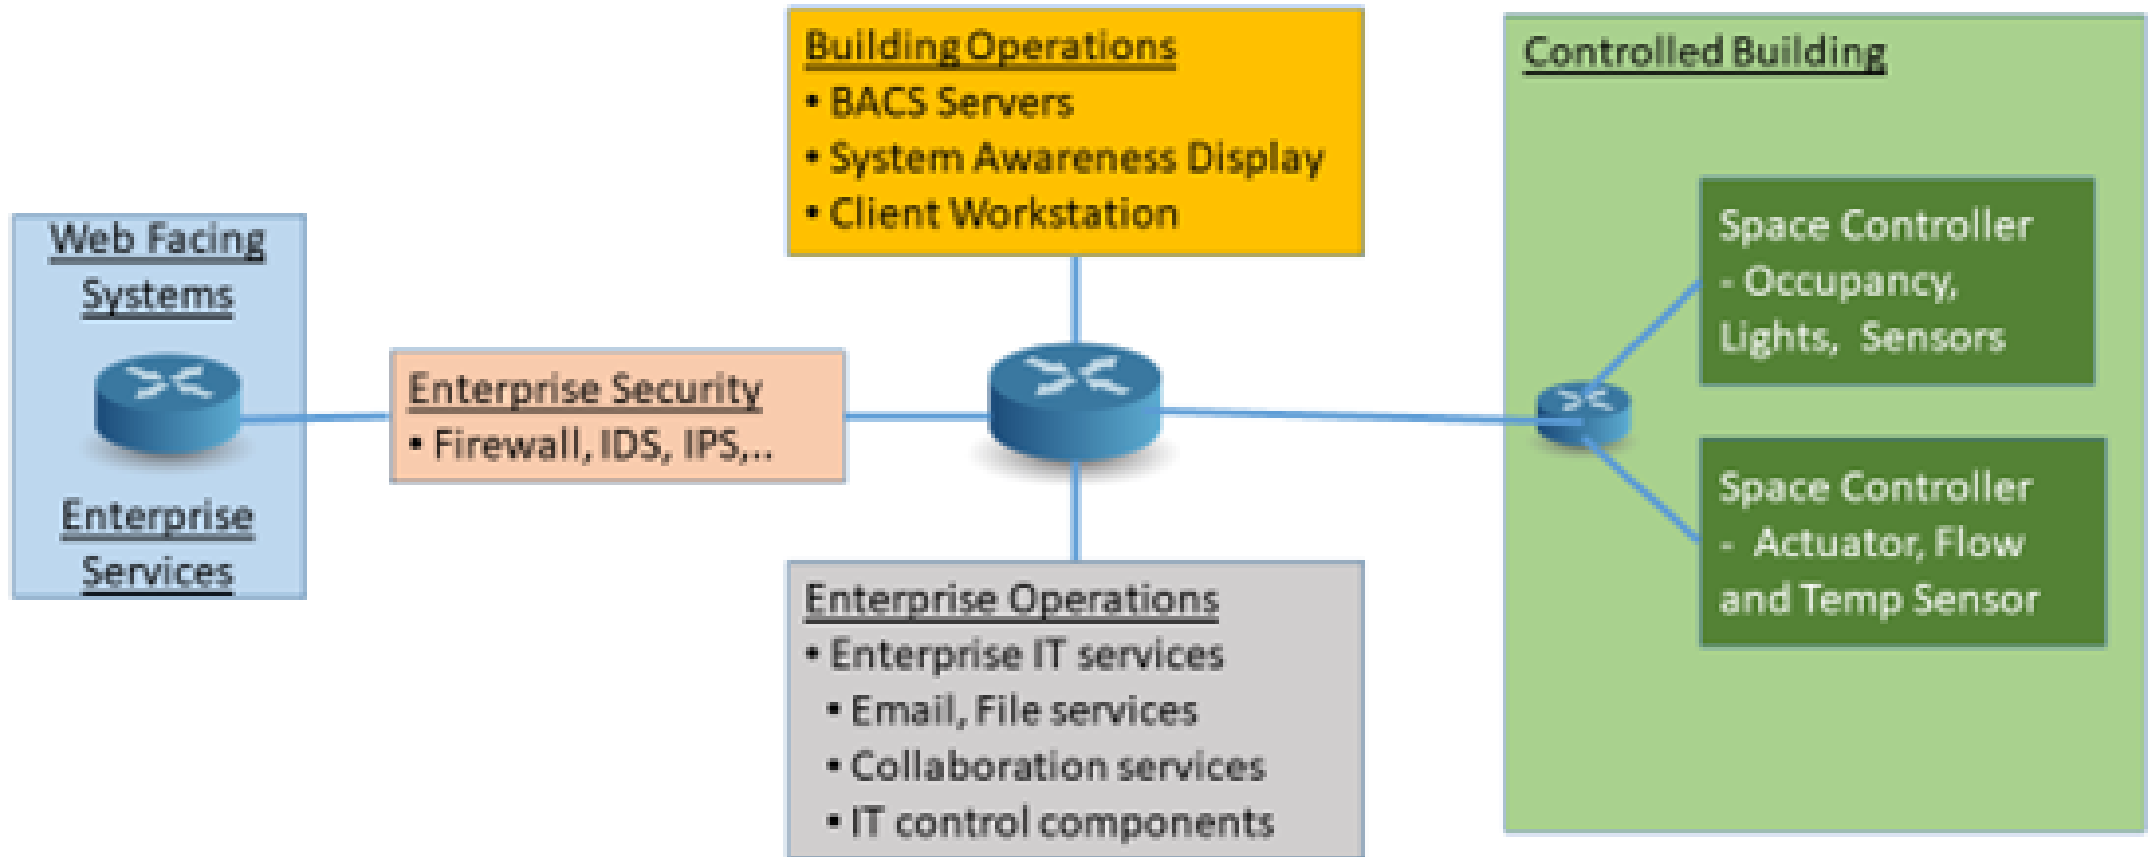 Building Operations
• BACS Servers
• System Awareness Display
• Client Workstation
Controlled Building
Space Controller
- Occupancy,
Lights, Sensors
Space Controller
- Actuator, Flow
and Temp Sensor
Web Facing
Systems
Enterprise
Services
Enterprise Security
• Firewall, IDS, IPS,..
Enterprise Operations
• Enterprise IT services
• Email, File services
• Collaboration services
• IT control components